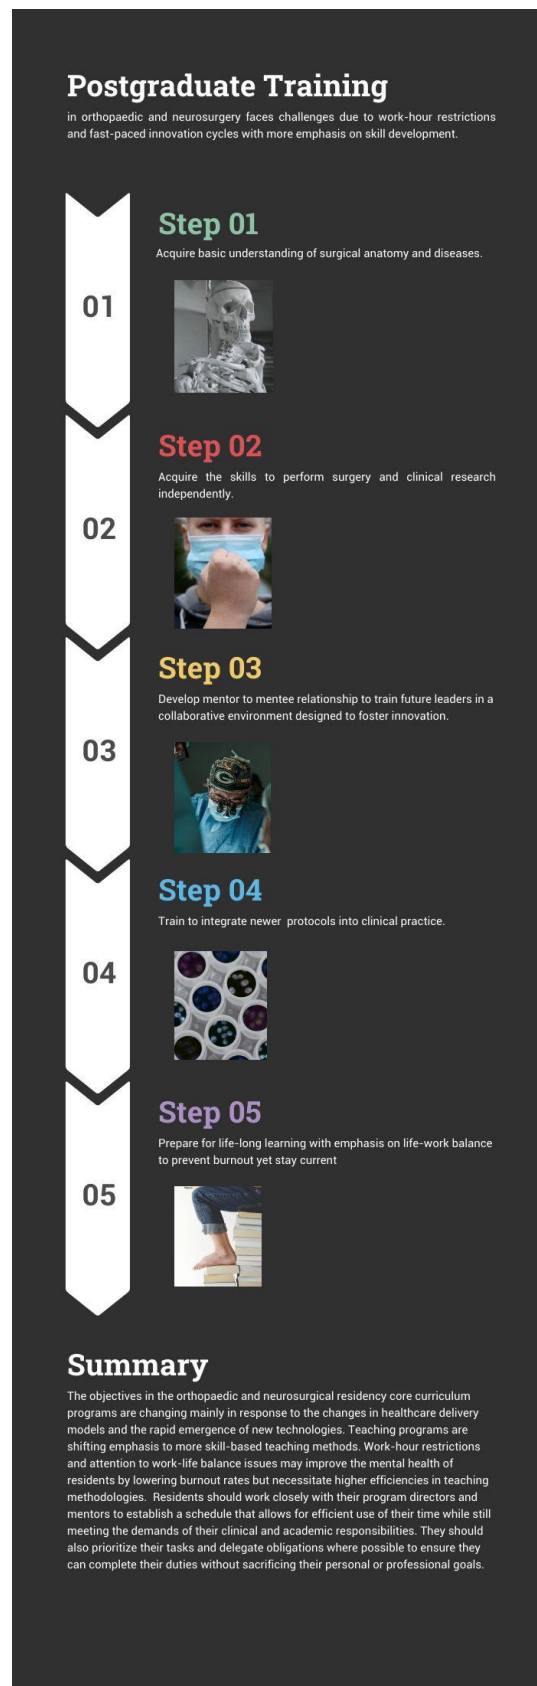 Postgraduate Training
in orthopaedic and neurosurgery faces challenges due to work-hour restrictions
and fast-paced innovation cycles with more emphasis on skill development.
01
Step 01
Acquire basic understanding of surgical anatomy and diseases.
02
Step 02
Acquire the skills to perform surgery and clinical research
independently.
03
Step 03
Develop mentor to mentee relationship to train future leaders in a
collaborative environment designed to foster innovation.
G
04
Step 04
Train to integrate newer protocols into clinical practice.
05
Step 05
Prepare for life-long learning with emphasis on life-work balance
to prevent burnout yet stay current
Summary
The objectives in the orthopaedic and neurosurgical residency core curriculum
programs are changing mainly in response to the changes in healthcare delivery
models and the rapid emergence of new technologies. Teaching programs are
shifting emphasis to more skill-based teaching methods. Work-hour restrictions
and attention to work-life balance issues may improve the mental health of
residents by lowering burnout rates but necessitate higher efficiencies in teaching
methodologies. Residents should work closely with their program directors and
mentors to establish a schedule that allows for efficient use of their time while still
meeting the demands of their clinical and academic responsibilities. They should
also prioritize their tasks and delegate obligations where possible to ensure they
can complete their duties without sacrificing their personal or professional goals.